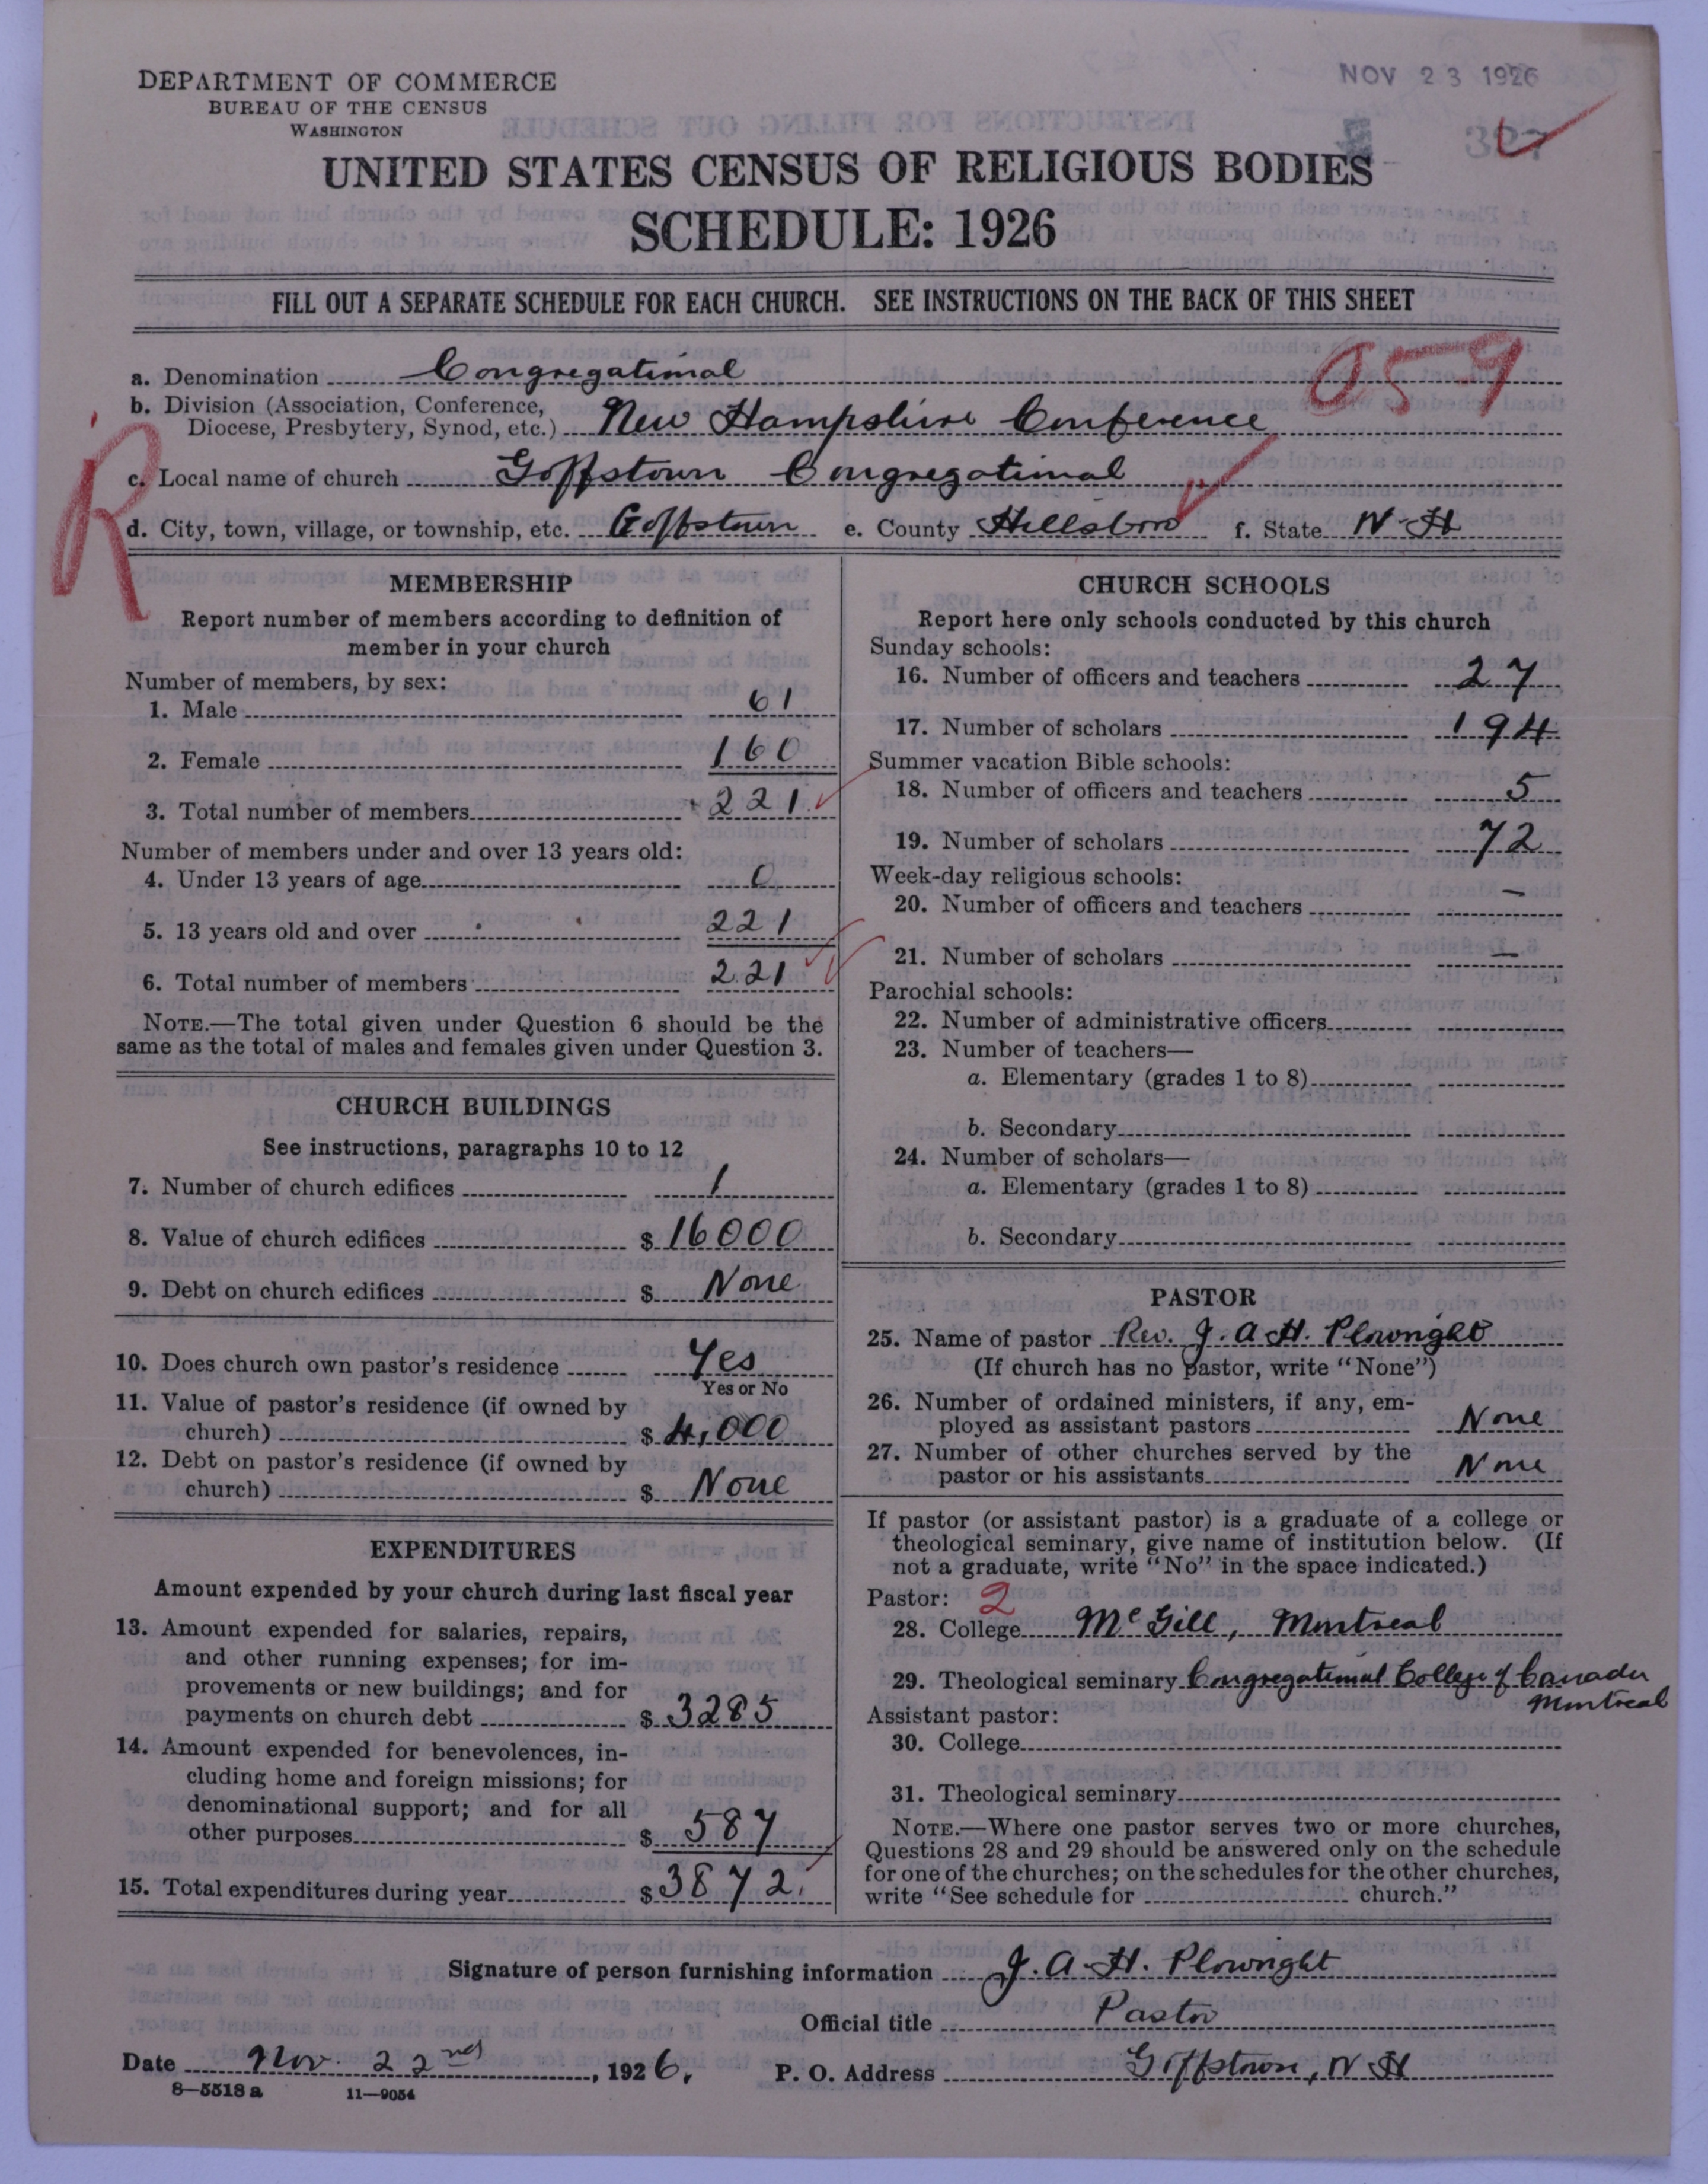 DEPARTMENT OF COMMERCE
BUREAU OF THE CENSUS
WASHINGTON
NOV 23 1926
UNITED STATES CENSUS OF RELIGIOUS BODIES
SCHEDULE: 1926
FILL OUT A SEPARATE SCHEDULE FOR EACH CHURCH. SEE INSTRUCTIONS ON THE BACK OF THIS SHEET
059
a. Denomination Congregational
b. Division (Association, Conference,
Diocese, Presbytery, Synod, etc.) New Hampshire Conference
R
c. Local name of church Goffstown Congregational
d. City, town, village, or township, etc. Goffstown e. County Hillsboro f. State N-H
MEMBERSHIP
Report number of members according to definition of
member in your church
Number of members, by sex:
1. Male 61
2. Female 160
3. Total number of members 221
Number of members under and over 13 years old:
4. Under 13 years of age 0
5. 13 years old and over 221
6. Total number of members 221
NOTE.—The total given under Question 6 should be the
same as the total of males and females given under Question 3.
CHURCH BUILDINGS
See instructions, paragraphs 10 to 12
7. Number of church edifices 1
8. Value of church edifices $ 16000
9. Debt on church edifices $ None
10. Does church own pastor's residence Yes
Yes or No
11. Value of pastor's residence (if owned by
church) $ 4,000
12. Debt on pastor's residence (if owned by
church) $ None
EXPENDITURES
Amount expended by your church during last fiscal year
13. Amount expended for salaries, repairs,
and other running expenses; for im-
provements or new buildings; and for
payments on church debt $ 3285
14. Amount expended for benevolences, in-
cluding home and foreign missions; for
denominational support; and for all
other purposes $ 587
15. Total expenditures during year $ 3872.
CHURCH SCHOOLS
Report here only schools conducted by this church
Sunday schools:
16. Number of officers and teachers 27
17. Number of scholars 194
Summer vacation Bible schools:
18. Number of officers and teachers 5
19. Number of scholars 72
Week-day religious schools:
20. Number of officers and teachers —
21. Number of scholars —
Parochial schools:
22. Number of administrative officers
23. Number of teachers—
a. Elementary (grades 1 to 8)
b. Secondary
24. Number of scholars—
a. Elementary (grades 1 to 8)
b. Secondary
PASTOR
25. Name of pastor Rev. J. A. H. Plowright
(If church has no pastor, write "None")
26. Number of ordained ministers, if any, em-
ployed as assistant pastors None
27. Number of other churches served by the
pastor or his assistants None
If pastor (or assistant pastor) is a graduate of a college or
theological seminary, give name of institution below. (If
not a graduate, write "No" in the space indicated.)
Pastor: 2
28. College McGill, Montreal
29. Theological seminary Congregational College of Canada
Montreal
Assistant pastor:
30. College
31. Theological seminary
NOTE.—Where one pastor serves two or more churches,
Questions 28 and 29 should be answered only on the schedule
for one of the churches; on the schedules for the other churches,
write "See schedule for church."
Signature of person furnishing information J. A. H. Plowright
Official title Pastor
Date Nov. 22nd, 1926. P. O. Address Goffstown, N-H
8—5518 a 11—9054